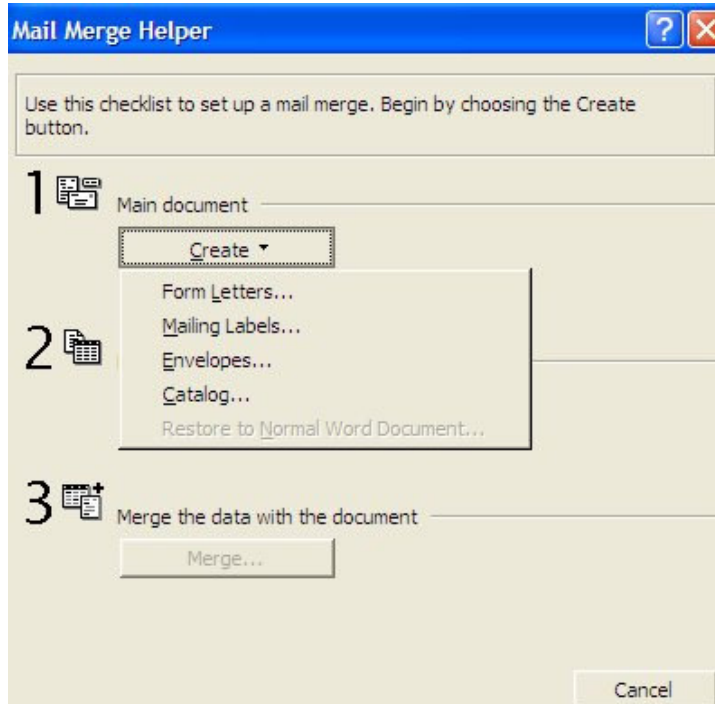 Mail Merge Helper
Use this checklist to set up a mail merge. Begin by choosing the Create
button.
1 Main document
Create
Form Letters...
Mailing Labels...
Envelopes...
Catalog...
Restore to Normal Word Document...
2
3 Merge the data with the document
Merge...
Cancel